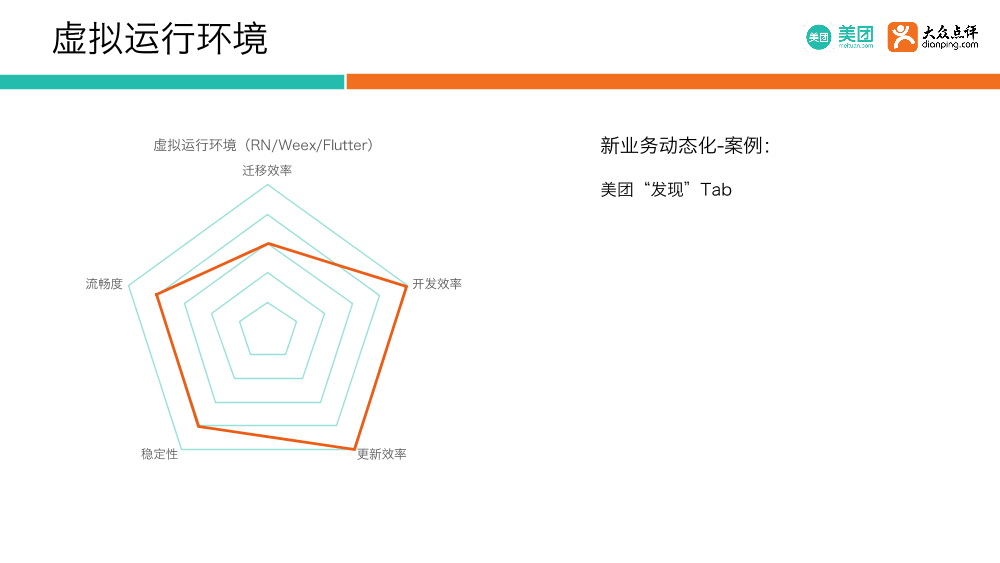 虚拟运行环境
美团 美团
meituan.com
大众点评
dianping.com
虚拟运行环境（RN/Weex/Flutter）
迁移效率
流畅度
开发效率
稳定性
更新效率
新业务动态化-案例：
美团“发现”Tab